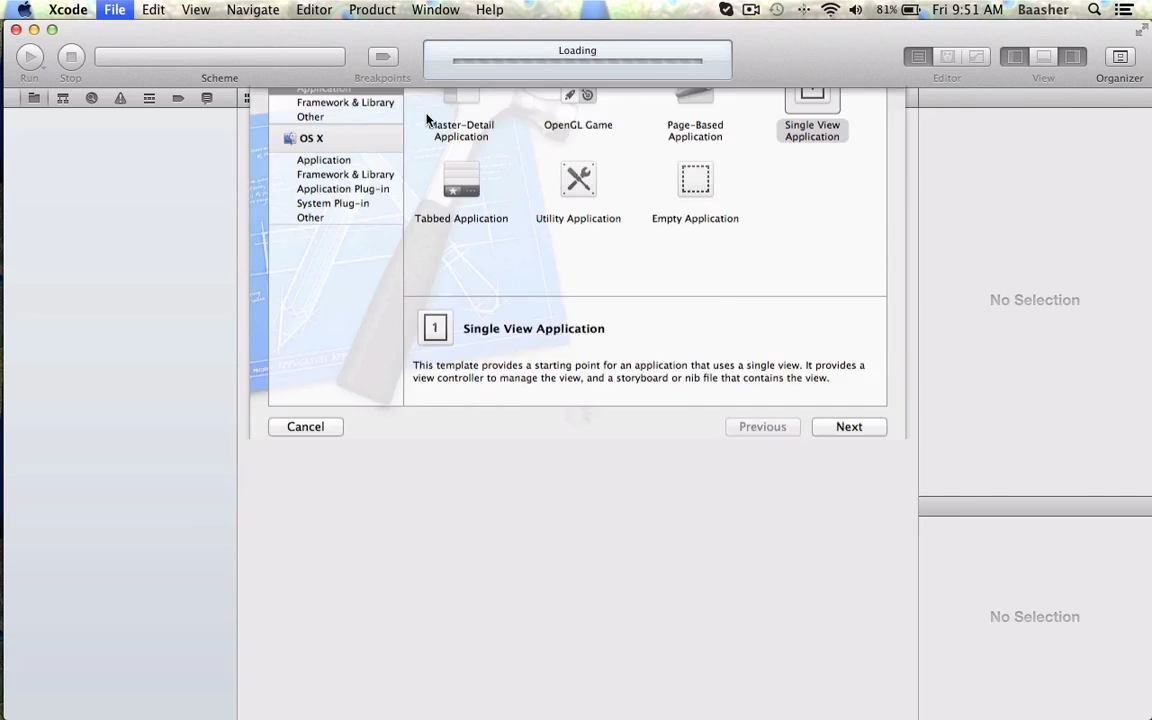 Xcode File Edit View Navigate Editor Product Window Help 81% Fri 9:51 AM Baasher
Loading
Run Stop Scheme Breakpoints Editor View Organizer
Application
Framework & Library
Other
OS X
Application
Framework & Library
Application Plug-in
System Plug-in
Other
Master-Detail Application
OpenGL Game
Page-Based Application
Single View Application
Tabbed Application
Utility Application
Empty Application
1 Single View Application
This template provides a starting point for an application that uses a single view. It provides a
view controller to manage the view, and a storyboard or nib file that contains the view.
Cancel Previous Next
No Selection
No Selection